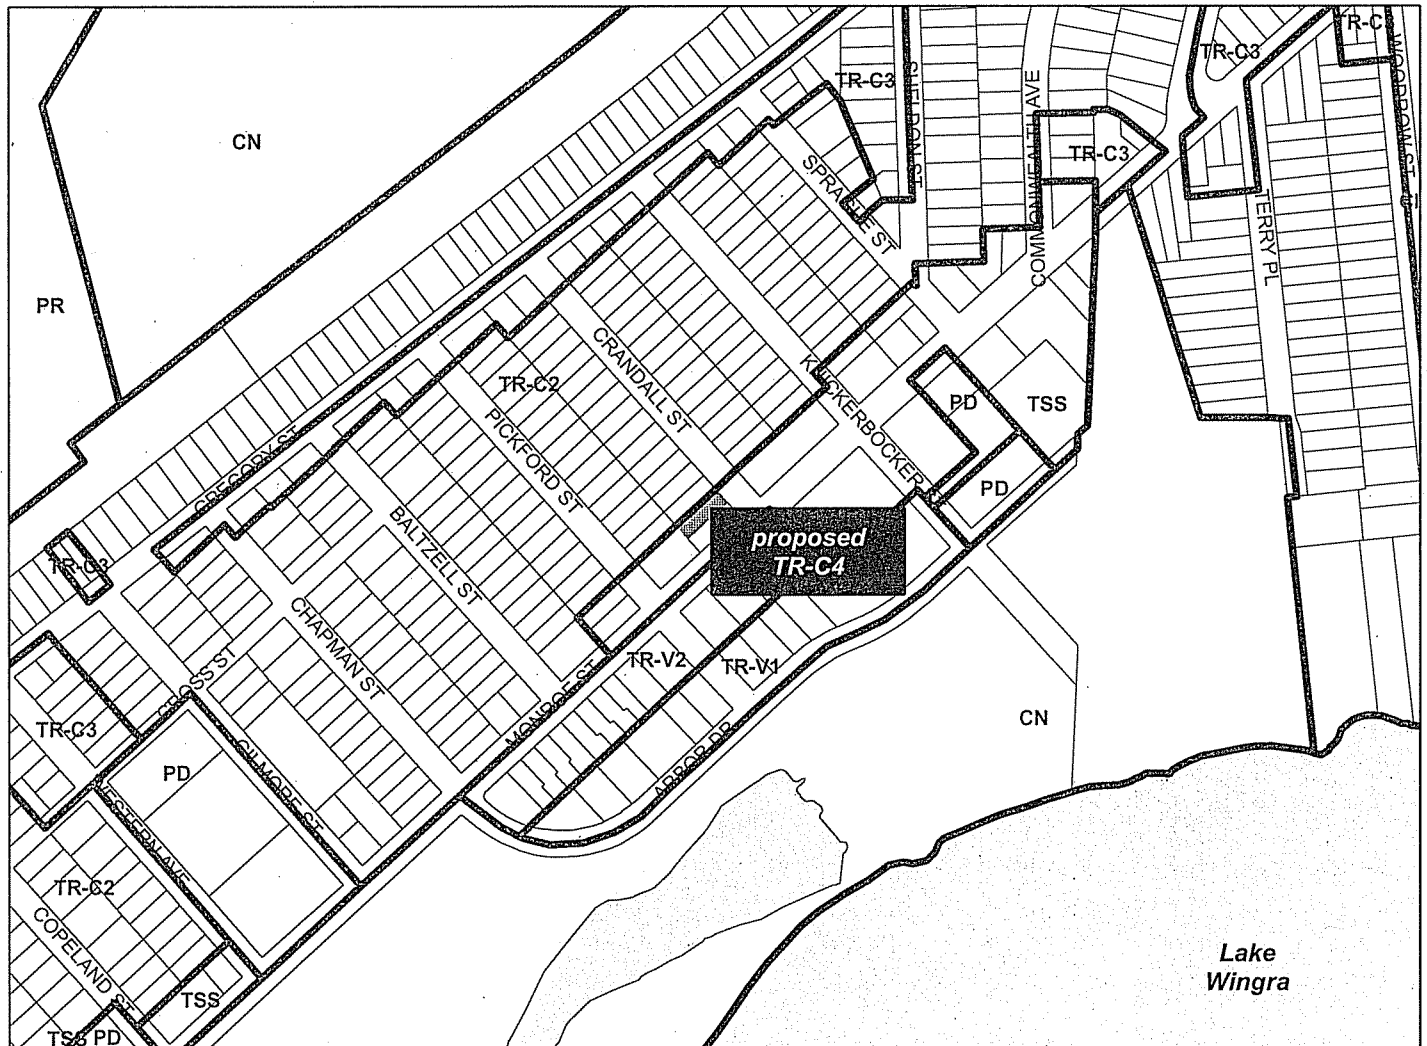 TR-C
TR-C3
TR-C3
WOODROW ST
SHELDON ST
COMMONWEALTH AVE
CN
TR-C3
SPRAGUE ST
TERRY PL
PR
CRANDALL ST
TR-C2
KNICKERBOCKER
PD
TSS
PICKFORD ST
GREGORY ST
PD
BALTZELL ST
proposed
TR-C4
TR-C3
CHAPMAN ST
TR-V2
TR-V1
CROSS ST
MONROE ST
CN
TR-C3
PD
GILMORE ST
ARBOR DR
WESTERN AVE
TR-C2
COPELAND ST
Lake
Wingra
TSS
TSS
PD